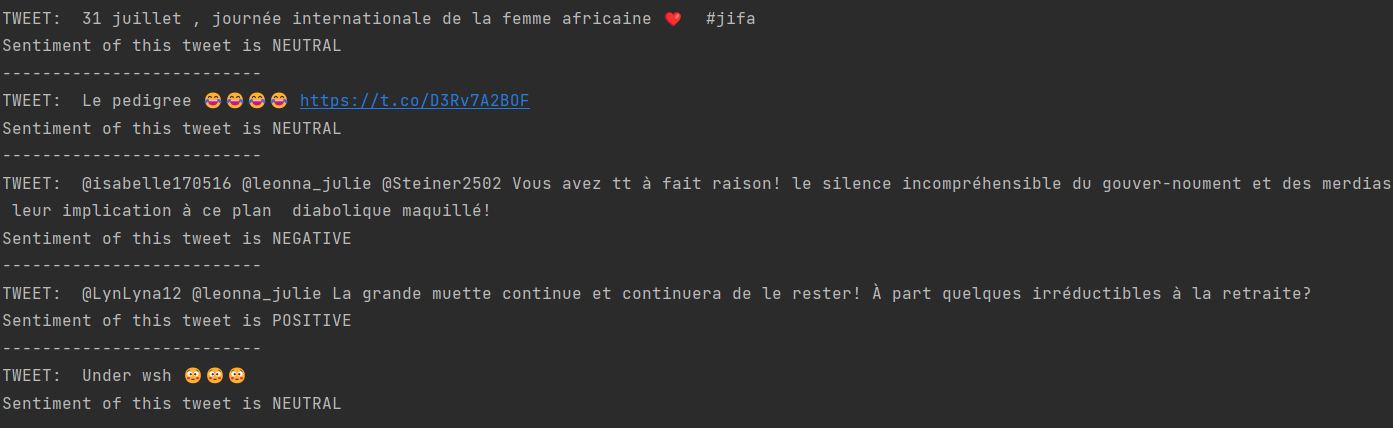 TWEET:  31 juillet , journée internationale de la femme africaine ❤️  #jifa
Sentiment of this tweet is NEUTRAL
--------------------------
TWEET:  Le pedigree 😂😂😂😂 https://t.co/D3Rv7A2BOF
Sentiment of this tweet is NEUTRAL
--------------------------
TWEET:  @isabelle170516 @leonna_julie @Steiner2502 Vous avez tt à fait raison! le silence incompréhensible du gouver-noument et des merdias
 leur implication à ce plan  diabolique maquillé!
Sentiment of this tweet is NEGATIVE
--------------------------
TWEET:  @LynLyna12 @leonna_julie La grande muette continue et continuera de le rester! À part quelques irréductibles à la retraite?
Sentiment of this tweet is POSITIVE
--------------------------
TWEET:  Under wsh 😳😳😳
Sentiment of this tweet is NEUTRAL